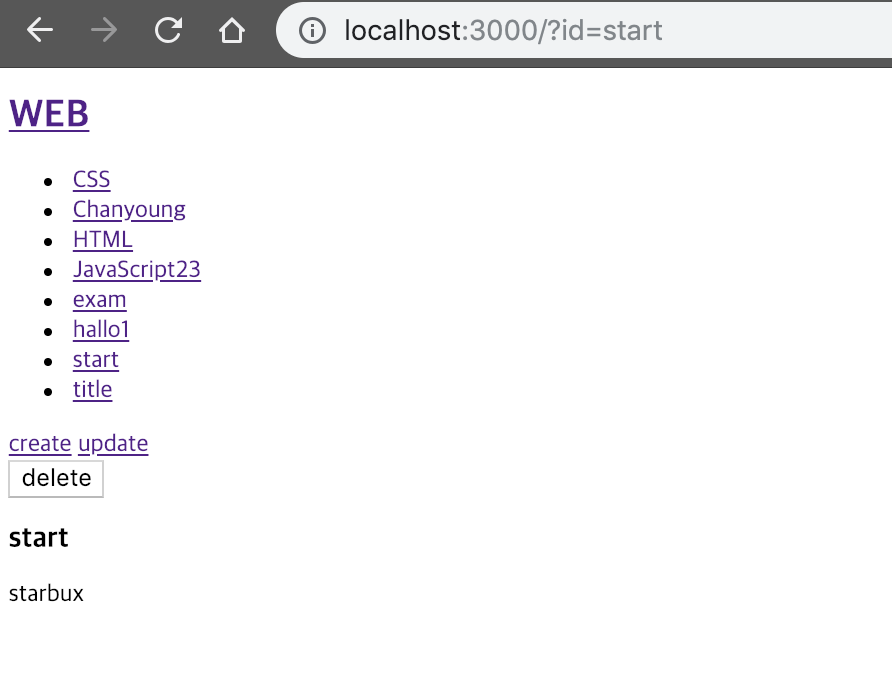 localhost:3000/?id=start
WEB
CSS
Chanyoung
HTML
JavaScript23
exam
hallo1
start
title
create update
delete
start
starbux